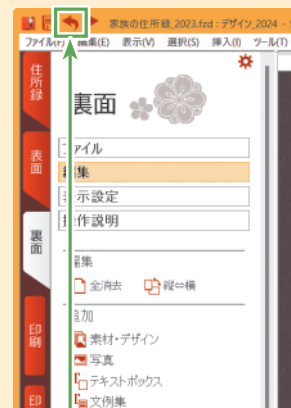 家族の住所録_2023.fzd : デザイン_2024 -
ファイル(F) 編集(E) 表示(V) 選択(S) 挿入(I) ツール(T)
住所録
表面
裏面
印刷
印
裏面
ファイル
編集
表示設定
操作説明
編集
全消去 縦⇔横
追加
素材・デザイン
写真
テキストボックス
文例集